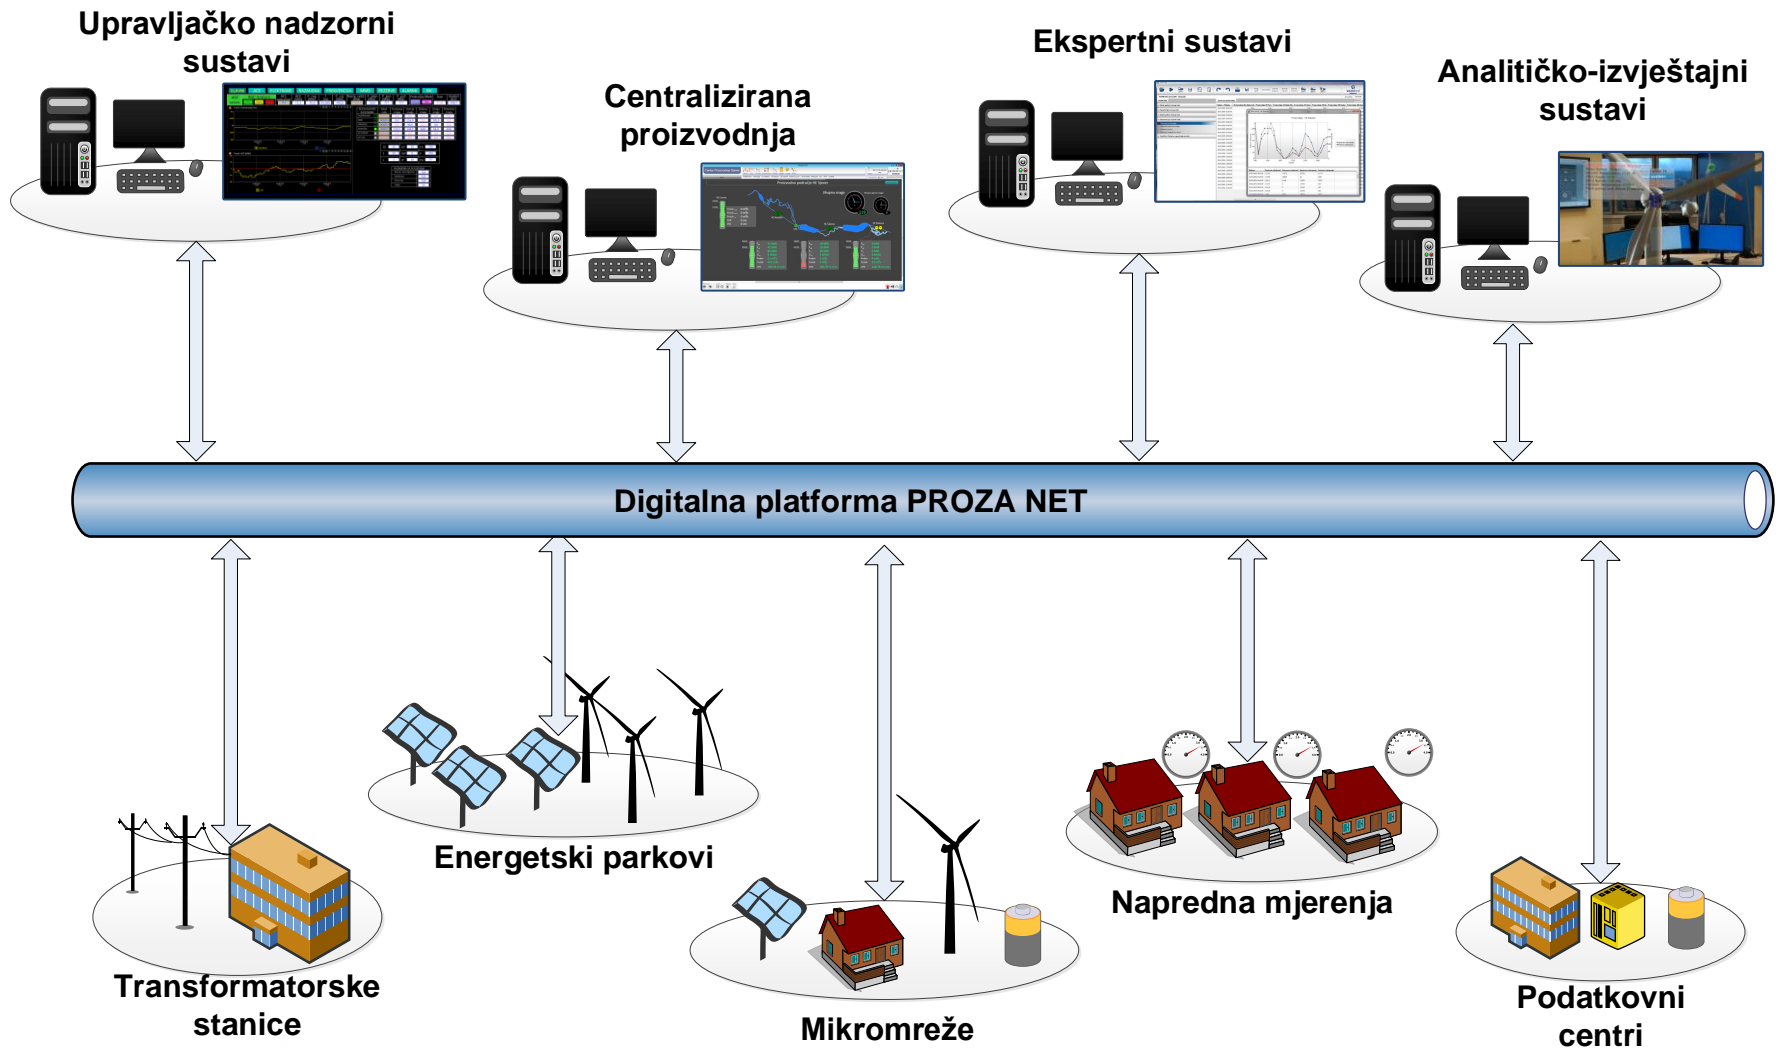 Upravljačko nadzorni
sustavi
Centralizirana
proizvodnja
Ekspertni sustavi
Analitičko-izvještajni
sustavi
Digitalna platforma PROZA NET
Energetski parkovi
Napredna mjerenja
Transformatorske
stanice
Mikromreže
Podatkovni
centri